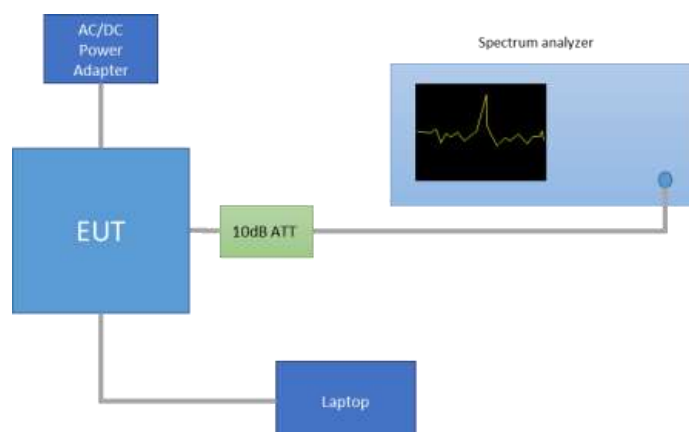 AC/DC
Power
Adapter
Spectrum analyzer
EUT
10dB ATT
Laptop